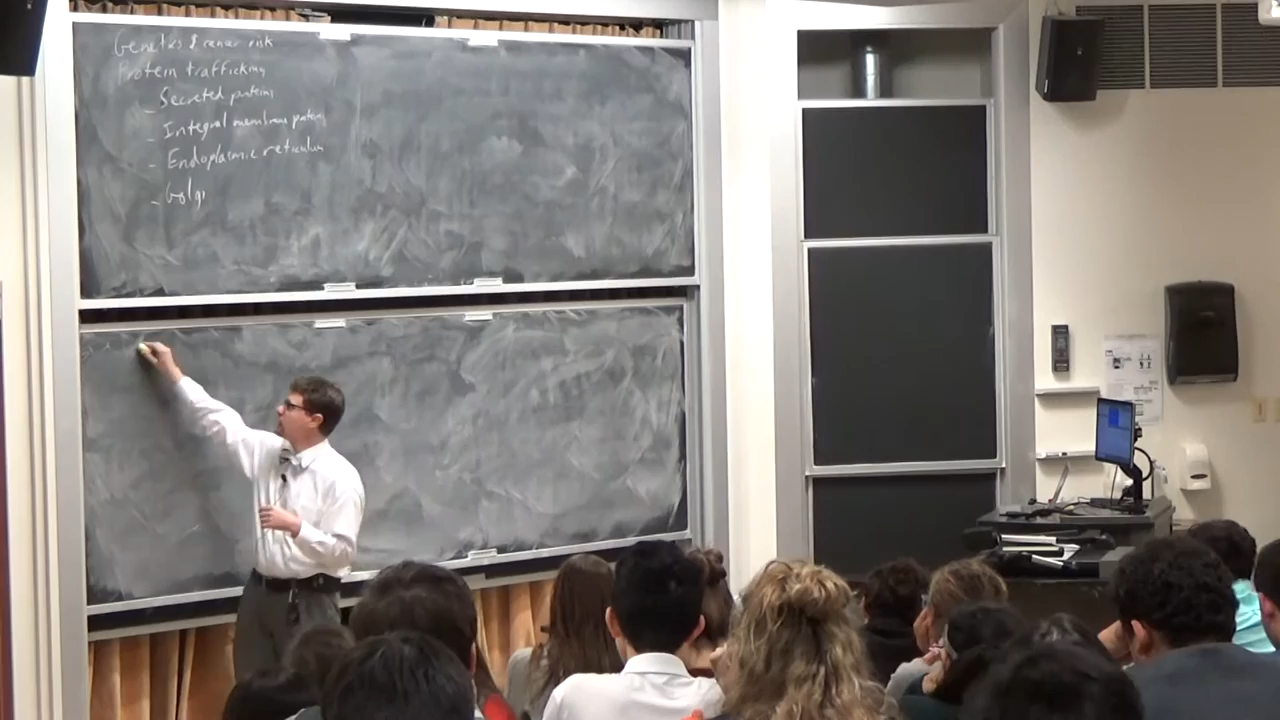 Genetics & cancer risk
Protein trafficking
- Secreted proteins
- Integral membrane proteins
- Endoplasmic reticulum
- Golgi